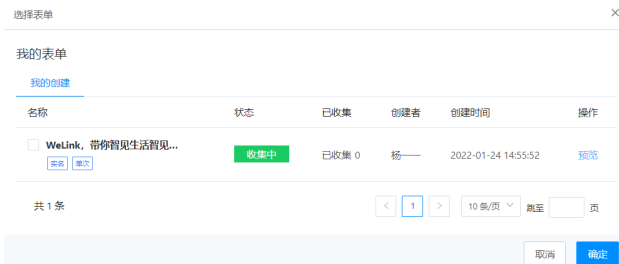 选择表单
我的表单
我的创建
名称 状态 已收集 创建者 创建时间 操作
WeLink，带你智见生活智见... 收集中 已收集 0 杨—— 2022-01-24 14:55:52 预览
实名 单次
共 1 条 1 10 条/页 跳至 页
取消 确定